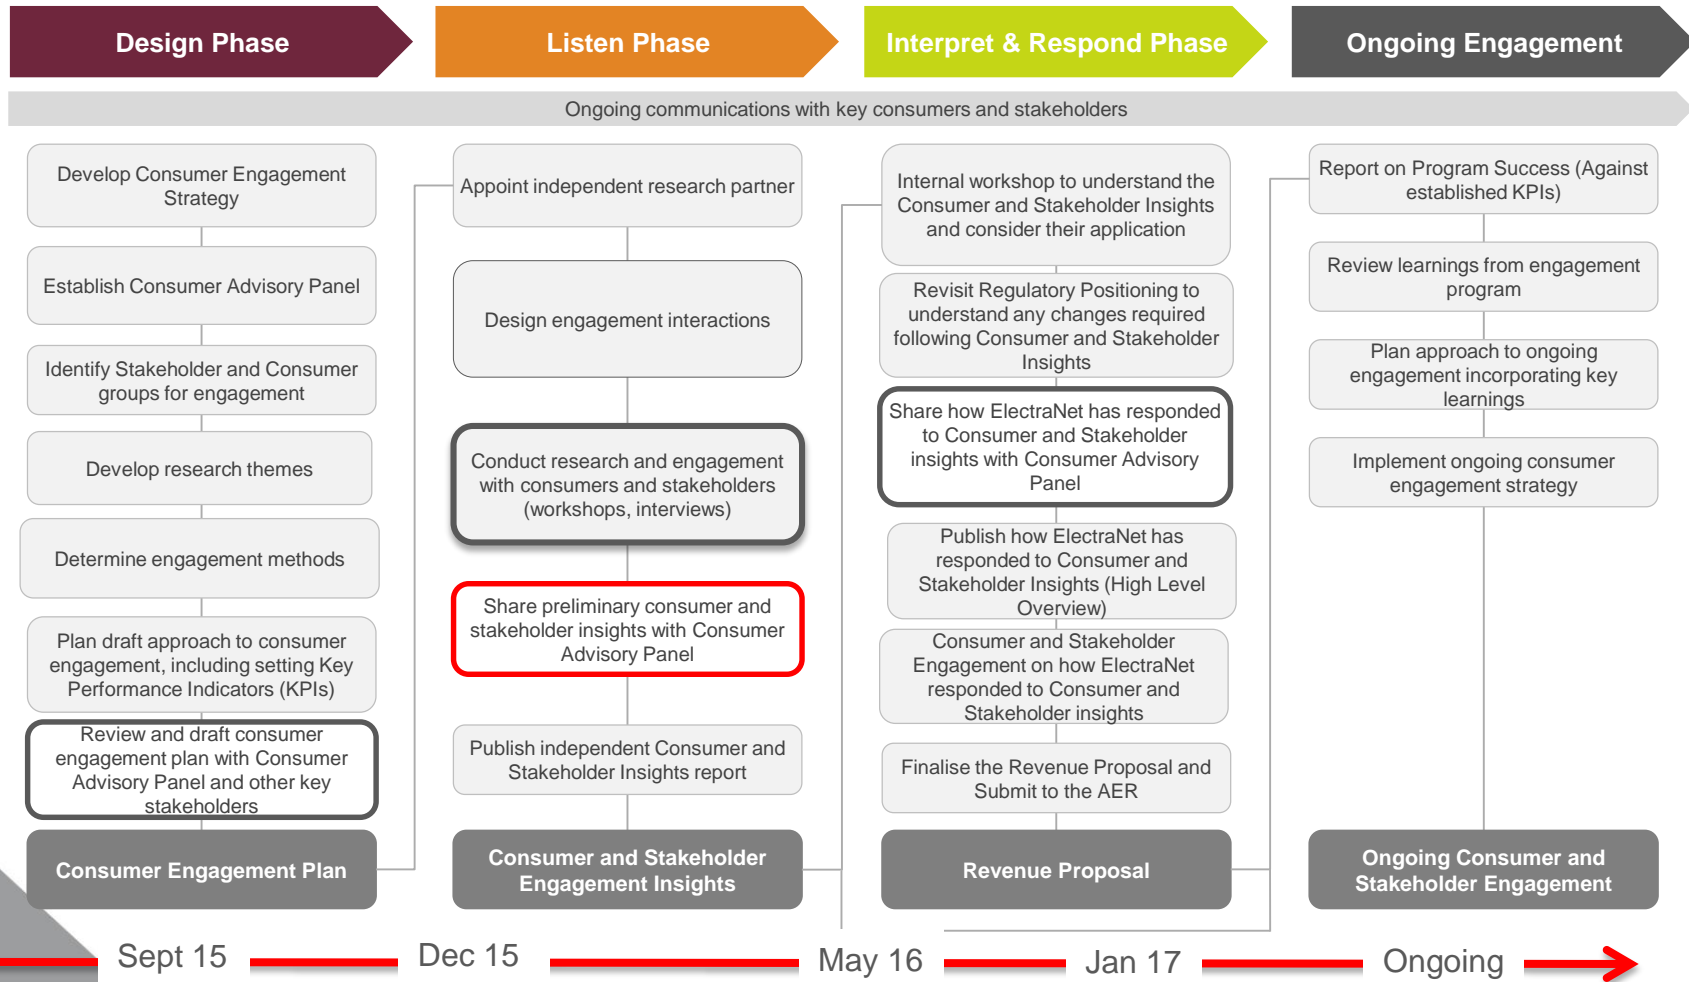 Design Phase
Listen Phase
Interpret & Respond Phase
Ongoing Engagement
Ongoing communications with key consumers and stakeholders
Develop Consumer Engagement
Strategy
Establish Consumer Advisory Panel
Identify Stakeholder and Consumer
groups for engagement
Develop research themes
Determine engagement methods
Plan draft approach to consumer
engagement, including setting Key
Performance Indicators (KPIs)
Review and draft consumer
engagement plan with Consumer
Advisory Panel and other key
stakeholders
Consumer Engagement Plan
Appoint independent research partner
Design engagement interactions
Conduct research and engagement
with consumers and stakeholders
(workshops, interviews)
Share preliminary consumer and
stakeholder insights with Consumer
Advisory Panel
Publish independent Consumer and
Stakeholder Insights report
Consumer and Stakeholder
Engagement Insights
Internal workshop to understand the
Consumer and Stakeholder Insights
and consider their application
Revisit Regulatory Positioning to
understand any changes required
following Consumer and Stakeholder
Insights
Share how ElectraNet has responded
to Consumer and Stakeholder
insights with Consumer Advisory
Panel
Publish how ElectraNet has
responded to Consumer and
Stakeholder Insights (High Level
Overview)
Consumer and Stakeholder
Engagement on how ElectraNet
responded to Consumer and
Stakeholder insights
Finalise the Revenue Proposal and
Submit to the AER
Revenue Proposal
Report on Program Success (Against
established KPIs)
Review learnings from engagement
program
Plan approach to ongoing
engagement incorporating key
learnings
Implement ongoing consumer
engagement strategy
Ongoing Consumer and
Stakeholder Engagement
Sept 15
Dec 15
May 16
Jan 17
Ongoing